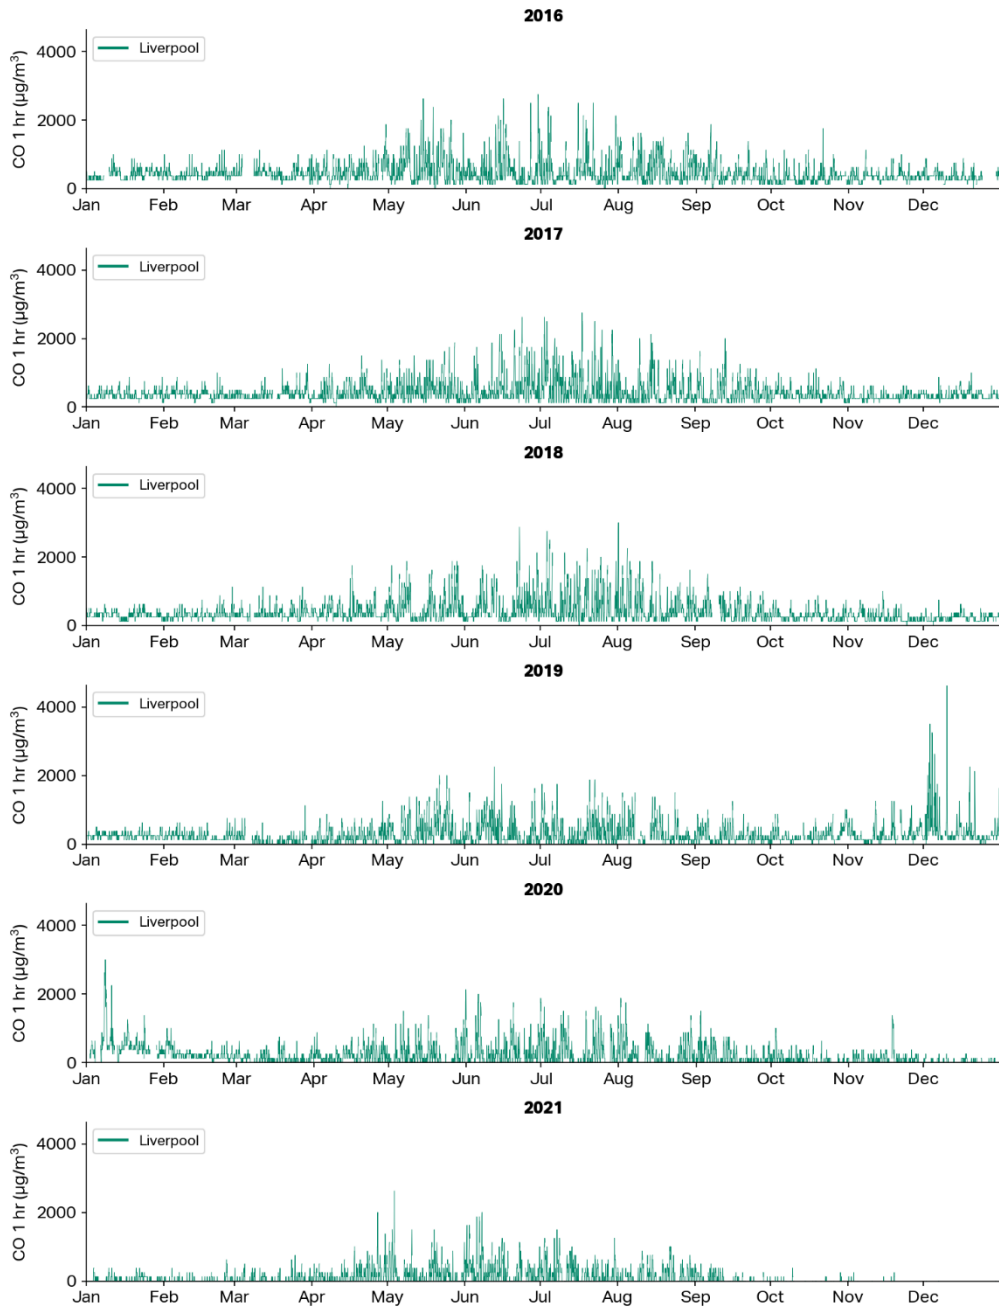 2016
CO 1 hr (µg/m³)
4000
2000
0
Liverpool
Jan Feb Mar Apr May Jun Jul Aug Sep Oct Nov Dec
2017
CO 1 hr (µg/m³)
4000
2000
0
Liverpool
Jan Feb Mar Apr May Jun Jul Aug Sep Oct Nov Dec
2018
CO 1 hr (µg/m³)
4000
2000
0
Liverpool
Jan Feb Mar Apr May Jun Jul Aug Sep Oct Nov Dec
2019
CO 1 hr (µg/m³)
4000
2000
0
Liverpool
Jan Feb Mar Apr May Jun Jul Aug Sep Oct Nov Dec
2020
CO 1 hr (µg/m³)
4000
2000
0
Liverpool
Jan Feb Mar Apr May Jun Jul Aug Sep Oct Nov Dec
2021
CO 1 hr (µg/m³)
4000
2000
0
Liverpool
Jan Feb Mar Apr May Jun Jul Aug Sep Oct Nov Dec